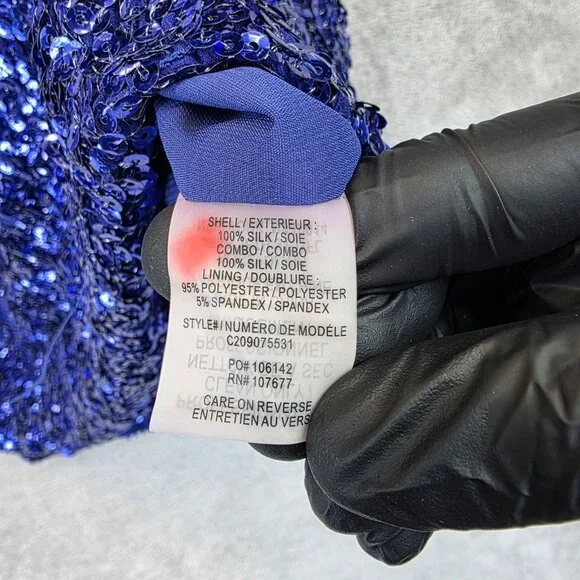 SHELL / EXTERIEUR :
100% SILK / SOIE
COMBO / COMBO
100% SILK / SOIE
LINING / DOUBLURE :
95% POLYESTER / POLYESTER
5% SPANDEX / SPANDEX
STYLE# / NUMÉRO DE MODÈLE
C209075531
PO# 106142
RN# 107677
CARE ON REVERSE
ENTRETIEN AU VERS